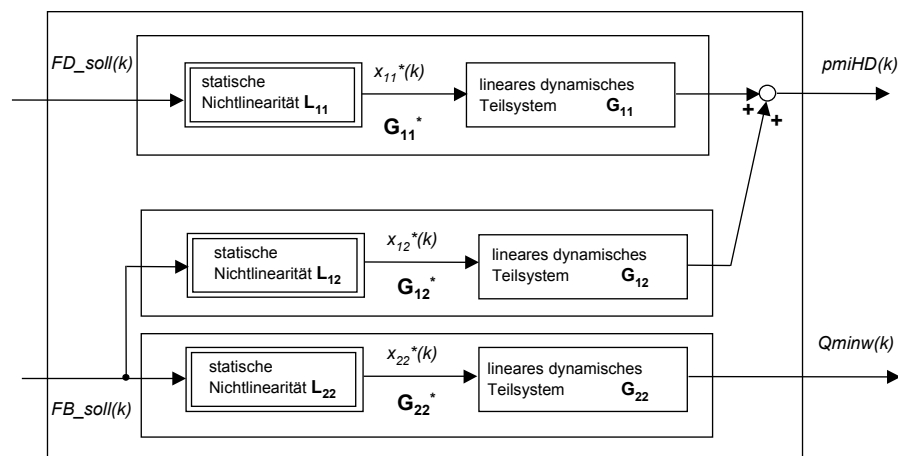 FD_soll(k)
statische
Nichtlinearität L11
x11*(k)
G11*
lineares dynamisches
Teilsystem G11
pmiHD(k)
+
+
statische
Nichtlinearität L12
x12*(k)
G12*
lineares dynamisches
Teilsystem G12
FB_soll(k)
statische
Nichtlinearität L22
x22*(k)
G22*
lineares dynamisches
Teilsystem G22
Qminw(k)